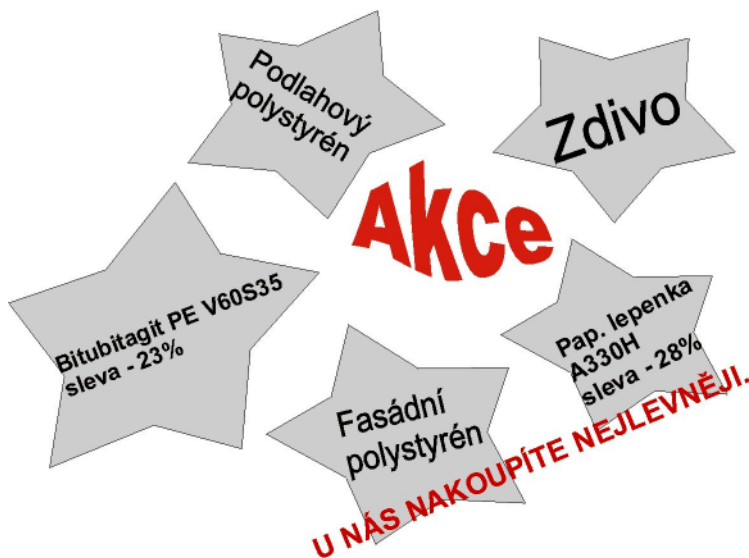 Podlahový
polystyrén
Zdivo
Akce
Bitubitagit PE V60S35
sleva - 23%
Pap. lepenka
A330H
sleva - 28%
Fasádní
polystyrén
U NÁS NAKOUPÍTE NEJLEVNĚJI.